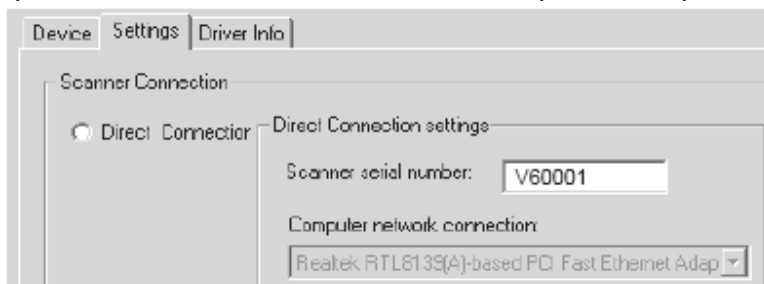 Device Settings Driver Info
Scanner Connection
Direct Connection
Direct Connection settings
Scanner serial number: V60001
Computer network connection:
Realtek RTL8139(A)-based PCI Fast Ethernet Adap